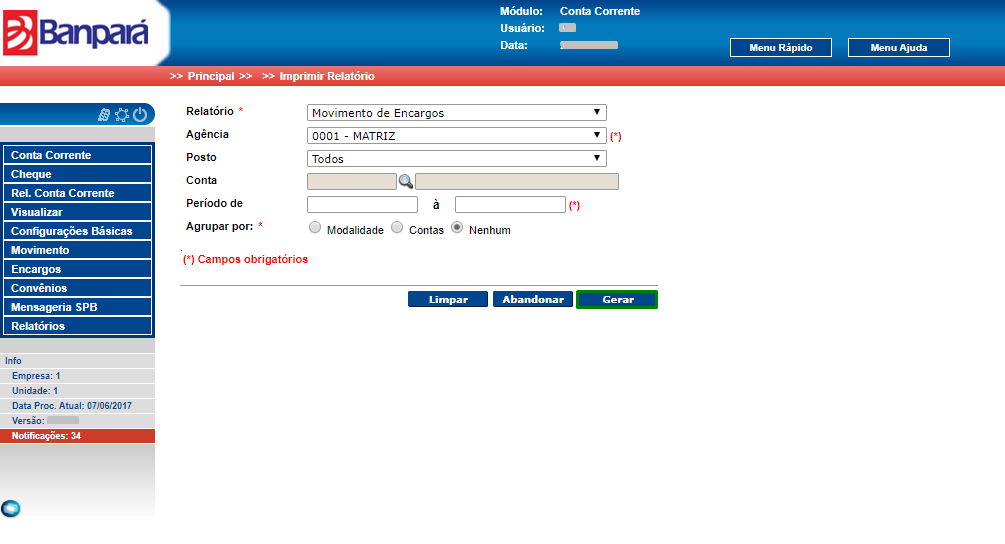 Banpará
Módulo: Conta Corrente
Usuário:
Data:
Menu Rápido
Menu Ajuda
>> Principal >> >> Imprimir Relatório
Conta Corrente
Cheque
Rel. Conta Corrente
Visualizar
Configurações Básicas
Movimento
Encargos
Convênios
Mensageria SPB
Relatórios
Info
Empresa: 1
Unidade: 1
Data Proc. Atual: 07/06/2017
Versão:
Notificações: 34
Relatório * Movimento de Encargos
Agência 0001 - MATRIZ (*)
Posto Todos
Conta
Período de à (*)
Agrupar por: * Modalidade Contas Nenhum
(*) Campos obrigatórios
Limpar Abandonar Gerar